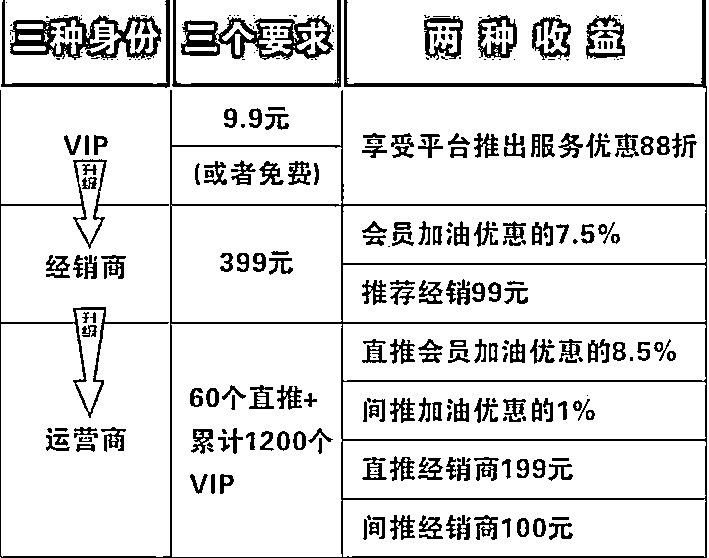 三种身份
三个要求
两种收益
VIP
9.9元
(或者免费)
享受平台推出服务优惠88折
升级
经销商
399元
会员加油优惠的7.5%
推荐经销99元
升级
运营商
60个直推+
累计1200个
VIP
直推会员加油优惠的8.5%
间推加油优惠的1%
直推经销商199元
间推经销商100元